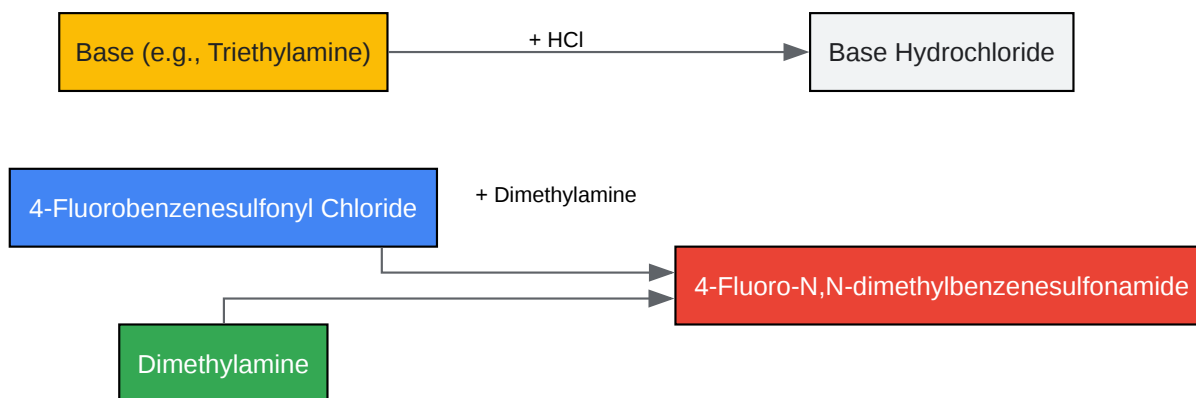 Base (e.g., Triethylamine)
+ HCl
Base Hydrochloride
4-Fluorobenzenesulfonyl Chloride
+ Dimethylamine
4-Fluoro-N,N-dimethylbenzenesulfonamide
Dimethylamine